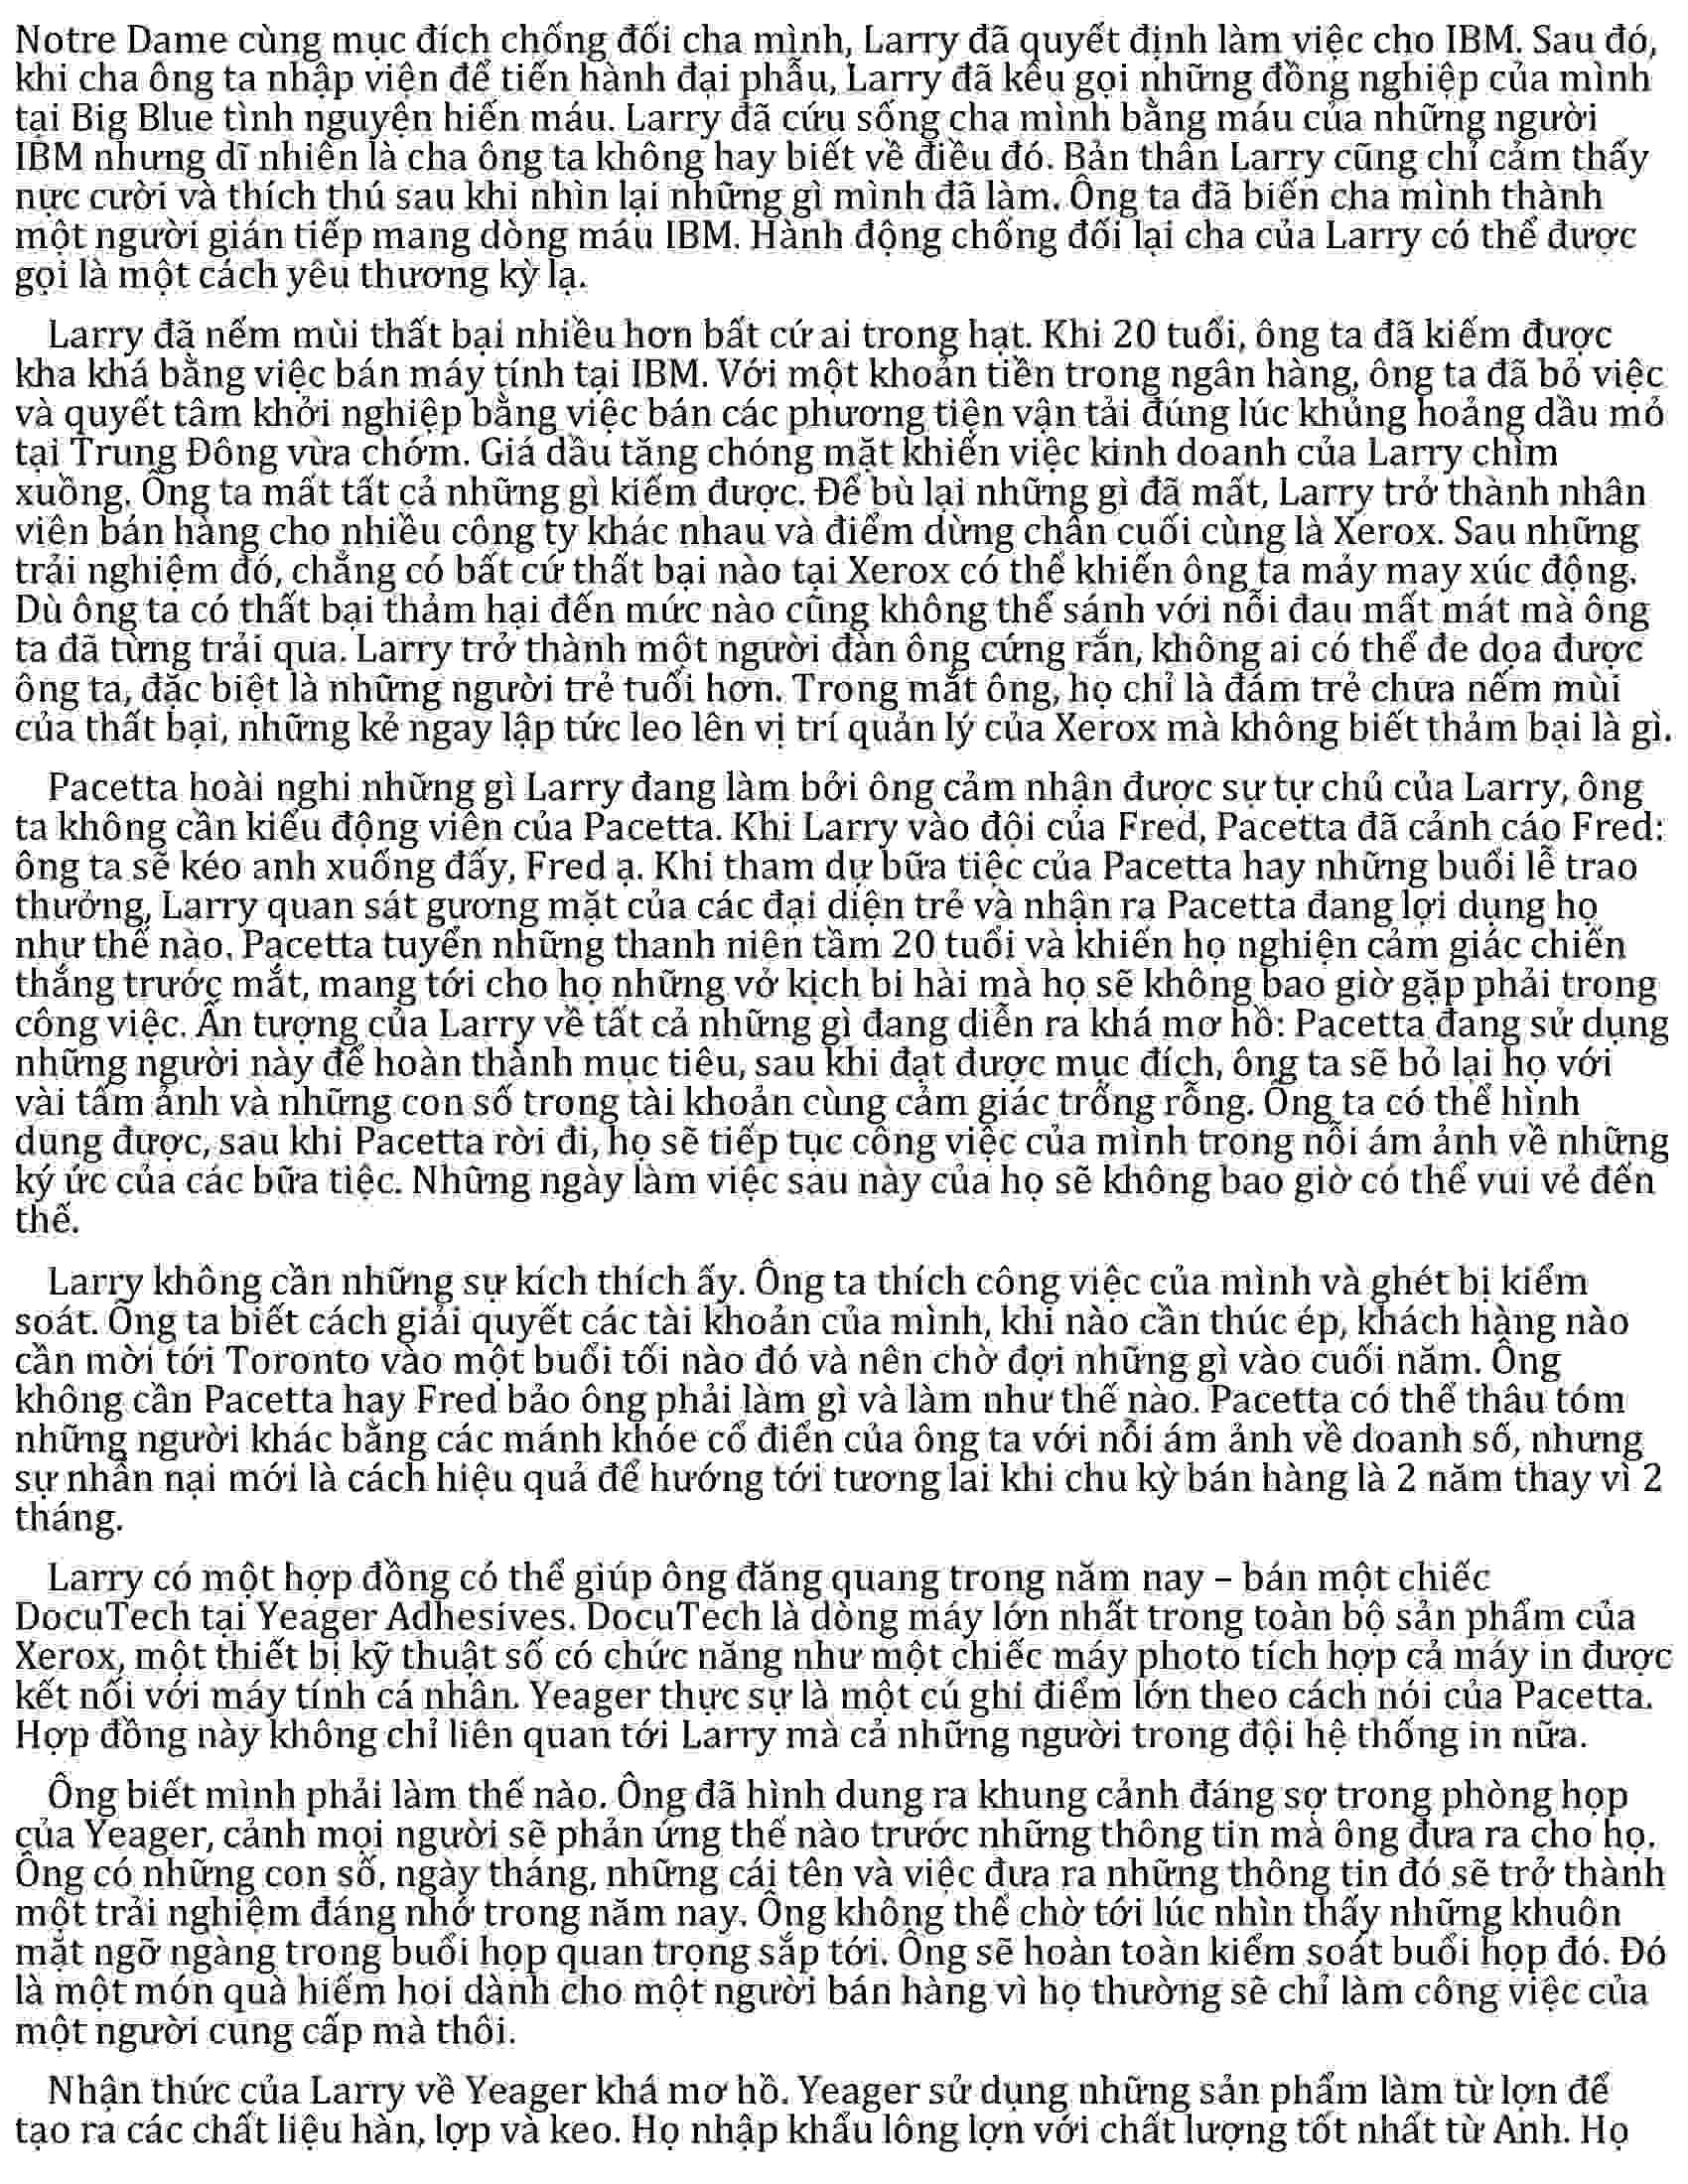 Notre Dame cùng mục đích chống đối cha mình, Larry đã quyết định làm việc cho IBM. Sau đó,
khi cha ông ta nhập viện để tiến hành đại phẫu, Larry đã kêu gọi những đồng nghiệp của mình
tại Big Blue tình nguyện hiến máu. Larry đã cứu sống cha mình bằng máu của những người
IBM nhưng dĩ nhiên là cha ông ta không hay biết về điều đó. Bản thân Larry cũng chỉ cảm thấy
nực cười và thích thú sau khi nhìn lại những gì mình đã làm. Ông ta đã biến cha mình thành
một người gián tiếp mang dòng máu IBM. Hành động chống đối lại cha của Larry có thể được
gọi là một cách yêu thương kỳ lạ.
Larry đã nếm mùi thất bại nhiều hơn bất cứ ai trong hạt. Khi 20 tuổi, ông ta đã kiếm được
kha khá bằng việc bán máy tính tại IBM. Với một khoản tiền trong ngân hàng, ông ta đã bỏ việc
và quyết tâm khởi nghiệp bằng việc bán các phương tiện vận tải đúng lúc khủng hoảng dầu mỏ
tại Trung Đông vừa chớm. Giá dầu tăng chóng mặt khiến việc kinh doanh của Larry chìm
xuồng. Ông ta mất tất cả những gì kiếm được. Để bù lại những gì đã mất, Larry trở thành nhân
viên bán hàng cho nhiều công ty khác nhau và điểm dừng chân cuối cùng là Xerox. Sau những
trải nghiệm đó, chẳng có bất cứ thất bại nào tại Xerox có thể khiến ông ta mảy may xúc động.
Dù ông ta có thất bại thảm hại đến mức nào cũng không thể sánh với nỗi đau mất mát mà ông
ta đã từng trải qua. Larry trở thành một người đàn ông cứng rắn, không ai có thể đe dọa được
ông ta, đặc biệt là những người trẻ tuổi hơn. Trong mắt ông, họ chỉ là đám trẻ chưa nếm mùi
của thất bại, những kẻ ngay lập tức leo lên vị trí quản lý của Xerox mà không biết thảm bại là gì.
Pacetta hoài nghi những gì Larry đang làm bởi ông cảm nhận được sự tự chủ của Larry, ông
ta không cần kiểu động viên của Pacetta. Khi Larry vào đội của Fred, Pacetta đã cảnh cáo Fred:
ông ta sẽ kéo anh xuống đấy, Fred ạ. Khi tham dự bữa tiệc của Pacetta hay những buổi lễ trao
thưởng, Larry quan sát gương mặt của các đại diện trẻ và nhận ra Pacetta đang lợi dụng họ
như thế nào. Pacetta tuyển những thanh niên tầm 20 tuổi và khiến họ nghiện cảm giác chiến
thắng trước mắt, mang tới cho họ những vở kịch bi hài mà họ sẽ không bao giờ gặp phải trong
công việc. Ấn tượng của Larry về tất cả những gì đang diễn ra khá mơ hồ: Pacetta đang sử dụng
những người này để hoàn thành mục tiêu, sau khi đạt được mục đích, ông ta sẽ bỏ lại họ với
vài tấm ảnh và những con số trong tài khoản cùng cảm giác trống rỗng. Ông ta có thể hình
dung được, sau khi Pacetta rời đi, họ sẽ tiếp tục công việc của mình trong nỗi ám ảnh về những
ký ức của các bữa tiệc. Những ngày làm việc sau này của họ sẽ không bao giờ có thể vui vẻ đến
thế.
Larry không cần những sự kích thích ấy. Ông ta thích công việc của mình và ghét bị kiểm
soát. Ông ta biết cách giải quyết các tài khoản của mình, khi nào cần thúc ép, khách hàng nào
cần mời tới Toronto vào một buổi tối nào đó và nên chờ đợi những gì vào cuối năm. Ông
không cần Pacetta hay Fred bảo ông phải làm gì và làm như thế nào. Pacetta có thể thâu tóm
những người khác bằng các mánh khóe cổ điển của ông ta với nỗi ám ảnh về doanh số, nhưng
sự nhẫn nại mới là cách hiệu quả để hướng tới tương lai khi chu kỳ bán hàng là 2 năm thay vì 2
tháng.
Larry có một hợp đồng có thể giúp ông đăng quang trong năm nay – bán một chiếc
DocuTech tại Yeager Adhesives. DocuTech là dòng máy lớn nhất trong toàn bộ sản phẩm của
Xerox, một thiết bị kỹ thuật số có chức năng như một chiếc máy photo tích hợp cả máy in được
kết nối với máy tính cá nhân. Yeager thực sự là một cú ghi điểm lớn theo cách nói của Pacetta.
Hợp đồng này không chỉ liên quan tới Larry mà cả những người trong đội hệ thống in nữa.
Ông biết mình phải làm thế nào. Ông đã hình dung ra khung cảnh đáng sợ trong phòng họp
của Yeager, cảnh mọi người sẽ phản ứng thế nào trước những thông tin mà ông đưa ra cho họ.
Ông có những con số, ngày tháng, những cái tên và việc đưa ra những thông tin đó sẽ trở thành
một trải nghiệm đáng nhớ trong năm nay. Ông không thể chờ tới lúc nhìn thấy những khuôn
mặt ngỡ ngàng trong buổi họp quan trọng sắp tới. Ông sẽ hoàn toàn kiểm soát buổi họp đó. Đó
là một món quà hiếm hoi dành cho một người bán hàng vì họ thường sẽ chỉ làm công việc của
một người cung cấp mà thôi.
Nhận thức của Larry về Yeager khá mơ hồ. Yeager sử dụng những sản phẩm làm từ lợn để
tạo ra các chất liệu hàn, lợp và keo. Họ nhập khẩu lông lợn với chất lượng tốt nhất từ Anh. Họ